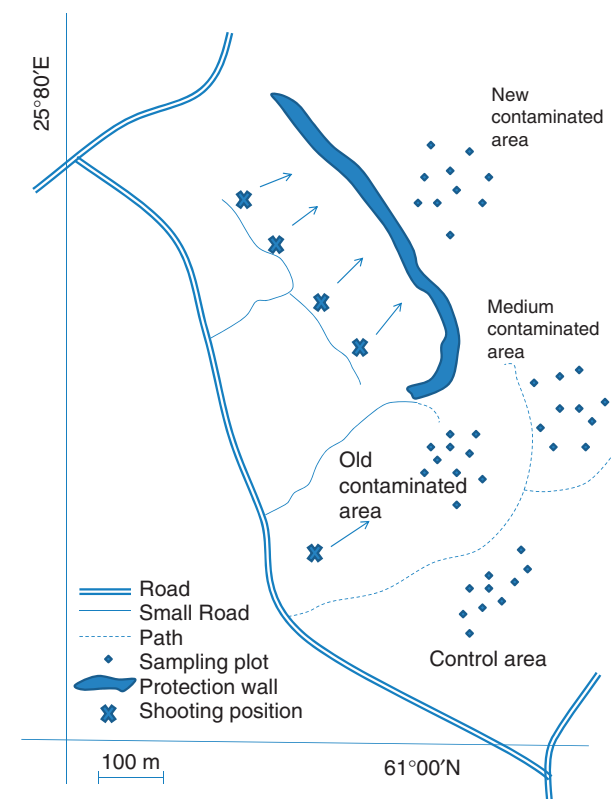 25°80′E
New
contaminated
area
Medium
contaminated
area
Old
contaminated
area
Road
Small Road
Path
Sampling plot
Protection wall
Shooting position
Control area
100 m
61°00′N